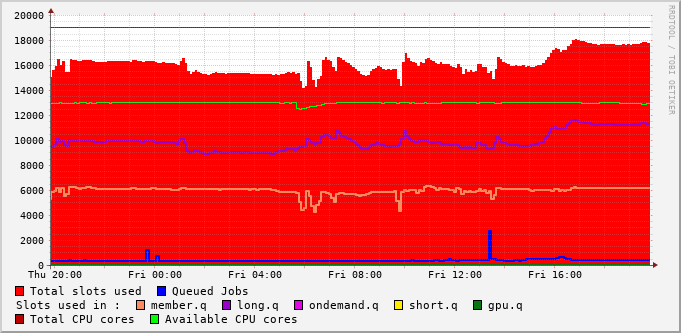 20000
18000
16000
14000
12000
10000
8000
6000
4000
2000
0
Thu 20:00 Fri 00:00 Fri 04:00 Fri 08:00 Fri 12:00 Fri 16:00
Total slots used Queued Jobs
Slots used in : member.q long.q ondemand.q short.q gpu.q
Total CPU cores Available CPU cores
RRDTOOL / TOBI OETIKER